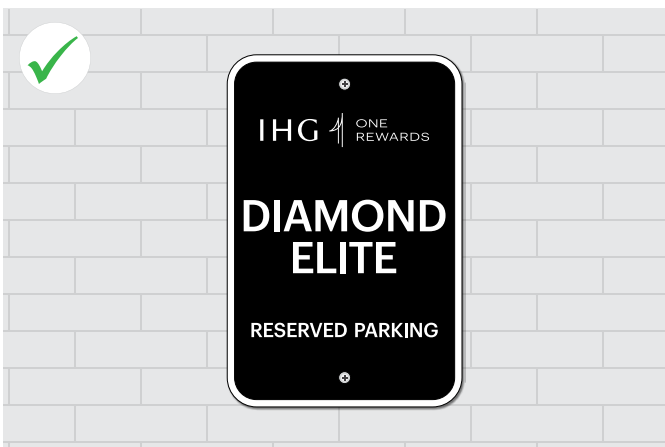 IHG ONE REWARDS
DIAMOND
ELITE
RESERVED PARKING